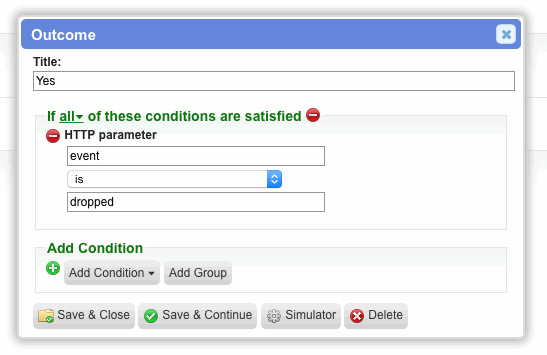 Outcome
Title:
Yes
If all of these conditions are satisfied
HTTP parameter
event
is
dropped
Add Condition
Add Condition Add Group
Save & Close Save & Continue Simulator Delete